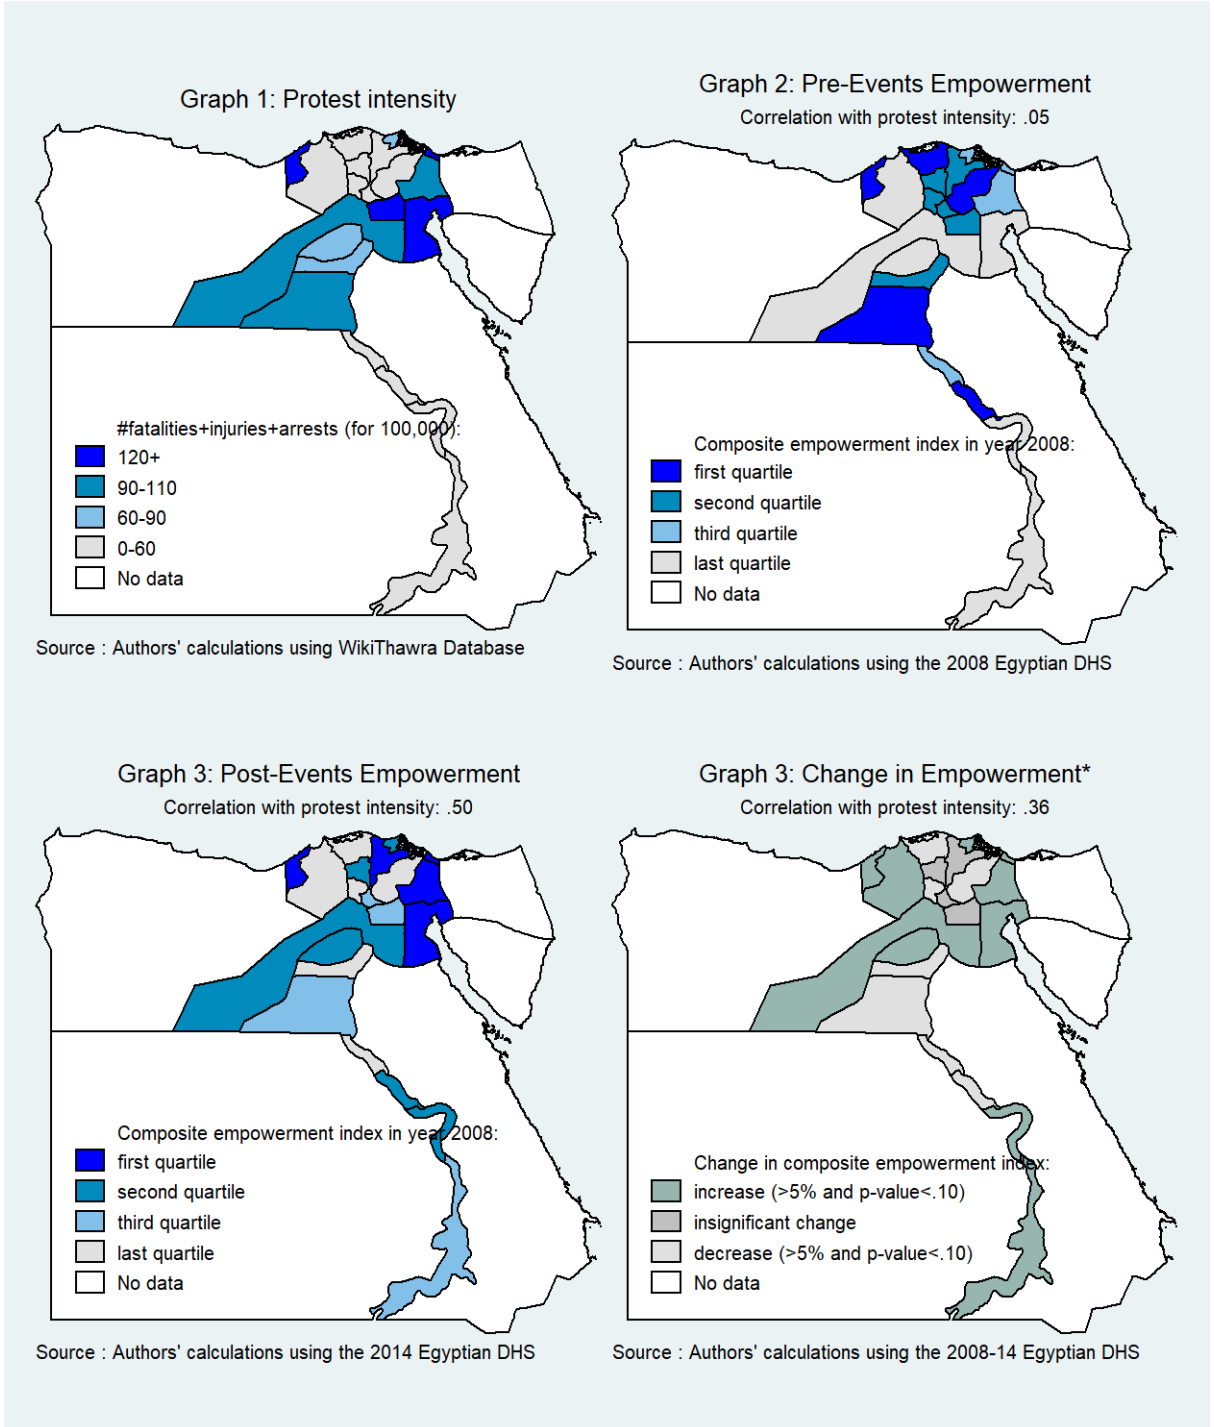 Graph 1: Protest intensity
#fatalities+injuries+arrests (for 100,000):
120+
90-110
60-90
0-60
No data
Source : Authors' calculations using WikiThawra Database
Graph 2: Pre-Events Empowerment
Correlation with protest intensity: .05
Composite empowerment index in year 2008:
first quartile
second quartile
third quartile
last quartile
No data
Source : Authors' calculations using the 2008 Egyptian DHS
Graph 3: Post-Events Empowerment
Correlation with protest intensity: .50
Composite empowerment index in year 2008:
first quartile
second quartile
third quartile
last quartile
No data
Source : Authors' calculations using the 2014 Egyptian DHS
Graph 3: Change in Empowerment*
Correlation with protest intensity: .36
Change in composite empowerment index:
increase (>5% and p-value<.10)
insignificant change
decrease (>5% and p-value<.10)
No data
Source : Authors' calculations using the 2008-14 Egyptian DHS